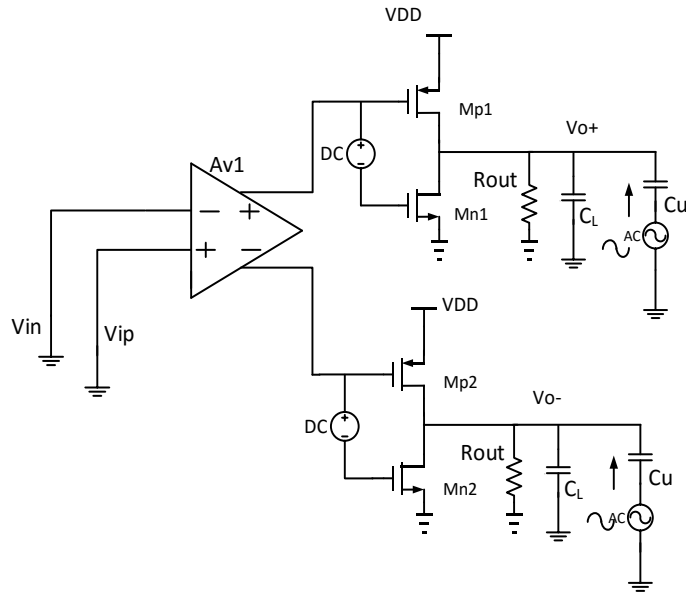 VDD
Mp1
Vo+
Av1
DC
+
−
Rout
Cu
− +
Mn1
CL
AC
+ −
Vin
Vip
VDD
Mp2
Vo-
DC
+
−
Rout
Cu
Mn2
CL
AC